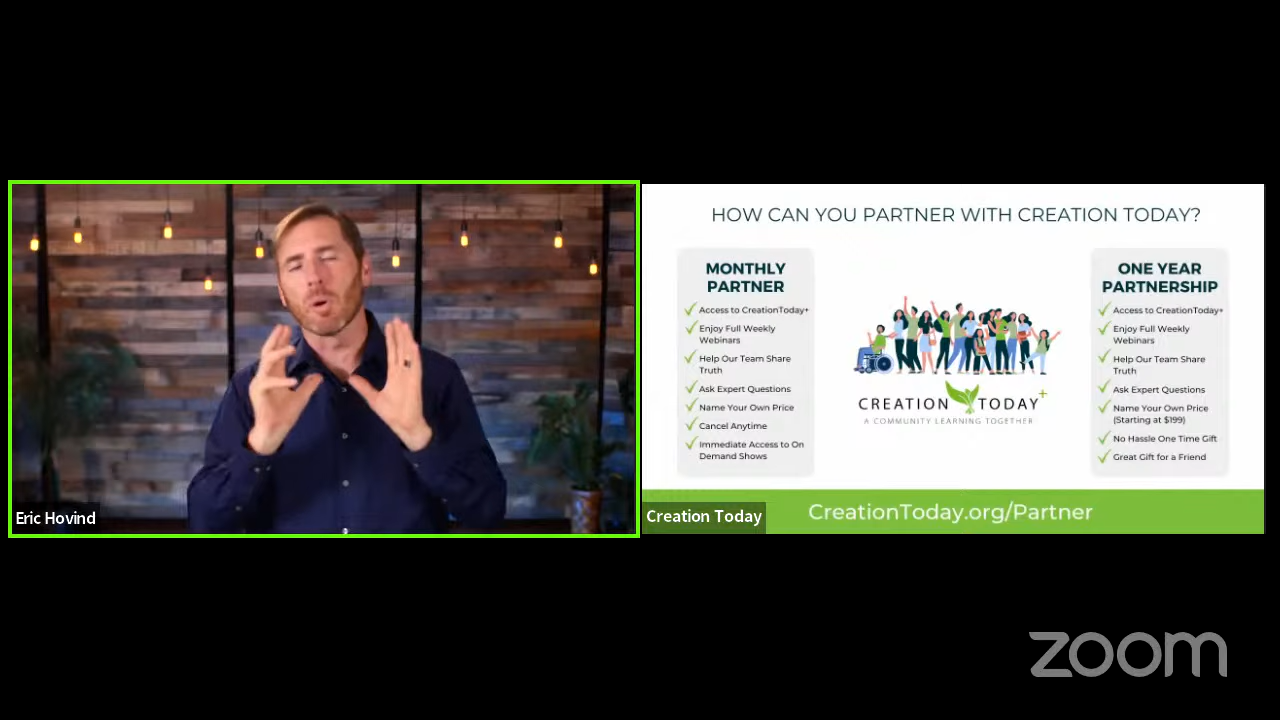 Eric Hovind
HOW CAN YOU PARTNER WITH CREATION TODAY?
MONTHLY
PARTNER
Access to CreationToday+
Enjoy Full Weekly
Webinars
Help Our Team Share
Truth
Ask Expert Questions
Name Your Own Price
Cancel Anytime
Immediate Access to On
Demand Shows
CREATION TODAY+
A COMMUNITY LEARNING TOGETHER
ONE YEAR
PARTNERSHIP
Access to CreationToday+
Enjoy Full Weekly
Webinars
Help Our Team Share
Truth
Ask Expert Questions
Name Your Own Price
(Starting at $199)
No Hassle One Time Gift
Great Gift for a Friend
Creation Today
CreationToday.org/Partner
zoom